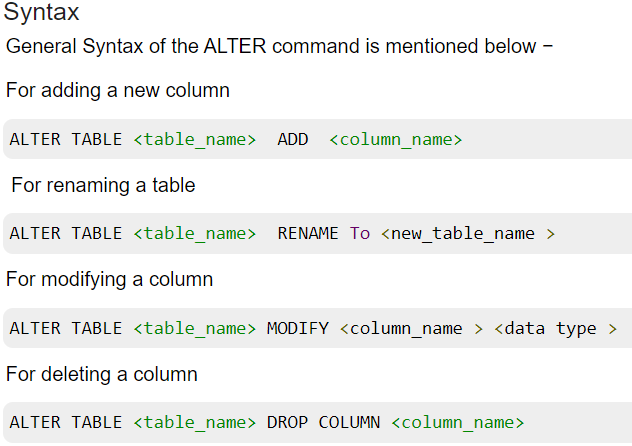 Syntax
General Syntax of the ALTER command is mentioned below −
For adding a new column
ALTER TABLE <table_name>  ADD  <column_name>
For renaming a table
ALTER TABLE <table_name>  RENAME To <new_table_name >
For modifying a column
ALTER TABLE <table_name> MODIFY <column_name > <data type >
For deleting a column
ALTER TABLE <table_name> DROP COLUMN <column_name>